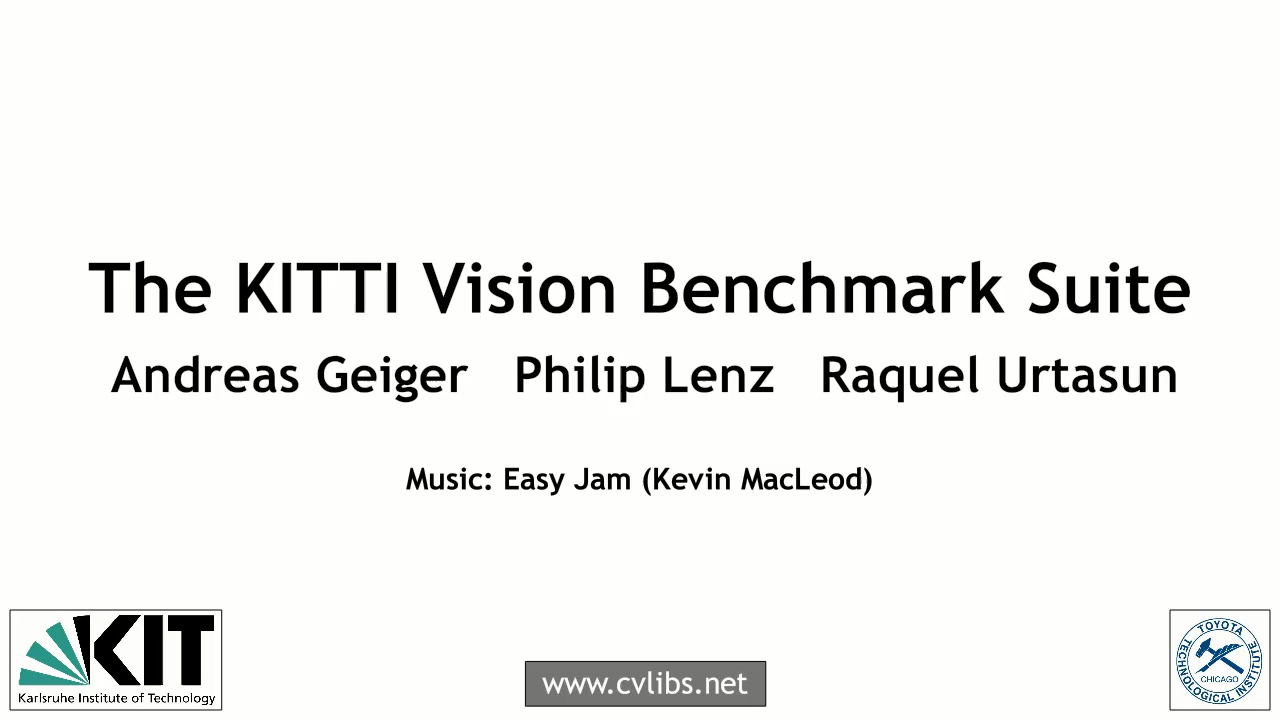 The KITTI Vision Benchmark Suite
Andreas Geiger Philip Lenz Raquel Urtasun
Music: Easy Jam (Kevin MacLeod)
KIT
Karlsruhe Institute of Technology
www.cvlibs.net
TOYOTA
TECHNOLOGICAL INSTITUTE
CHICAGO